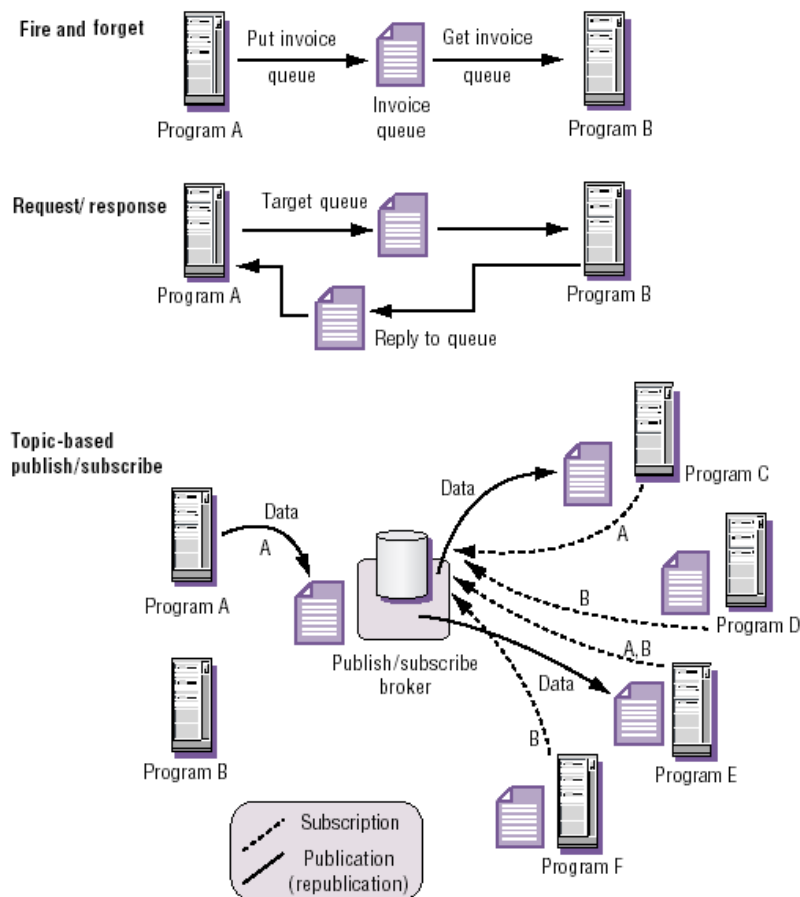 Fire and forget
Put invoice
queue
Get invoice
queue
Invoice
queue
Program A
Program B
Request/ response
Target queue
Program A
Program B
Reply to queue
Topic-based
publish/subscribe
Data
A
Program A
Program B
Publish/subscribe
broker
Data
Program C
A
B
Program D
A,B
Data
Program E
B
Program F
Subscription
Publication
(republication)